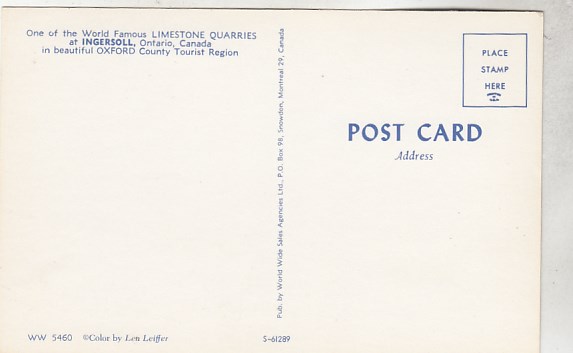 One of the World Famous LIMESTONE QUARRIES
at INGERSOLL, Ontario, Canada
in beautiful OXFORD County Tourist Region
Pub. by World Wide Sales Agencies Ltd., P.O. Box 98, Snowdon, Montreal 29, Canada
PLACE
STAMP
HERE
POST CARD
Address
WW 5460 ©Color by Len Leiffer
S-61289